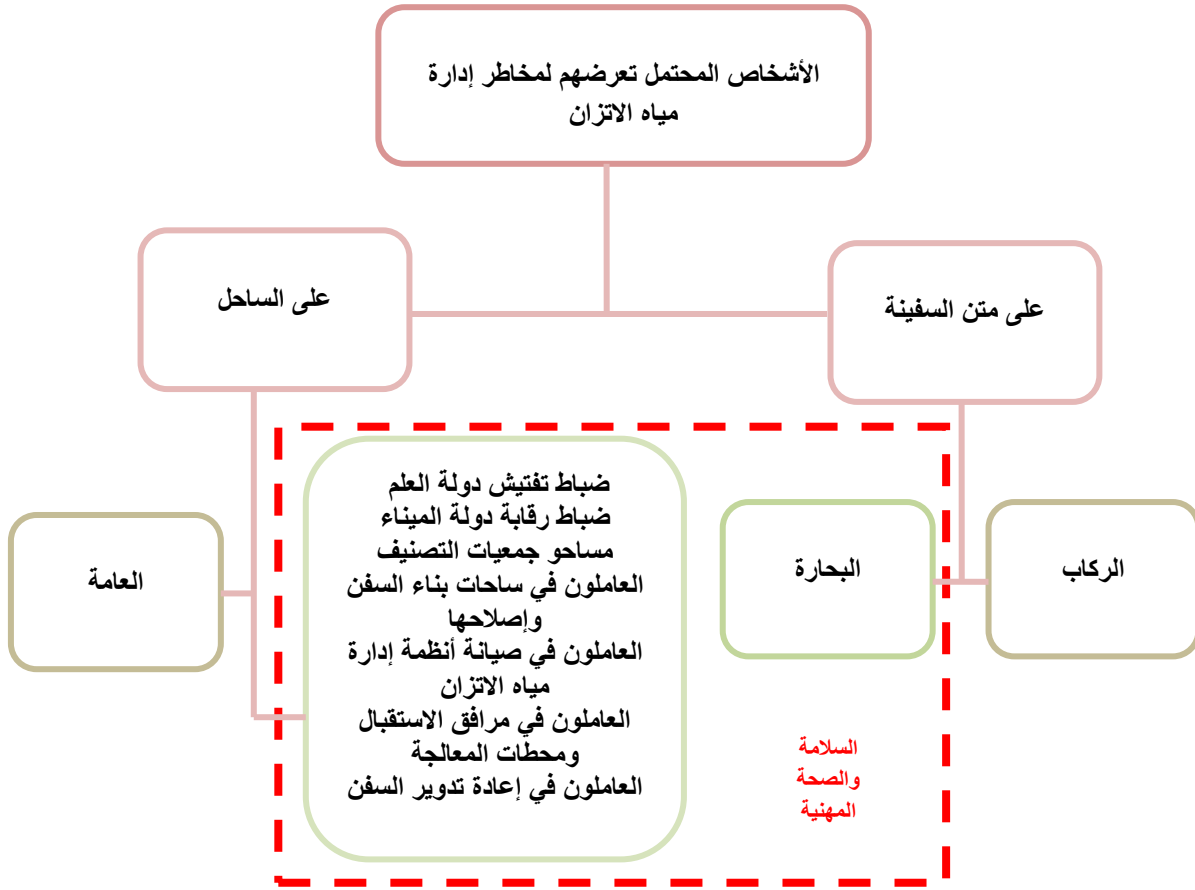 الأشخاص المحتمل تعرضهم لمخاطر إدارة
مياه الاتزان
على متن السفينة
على الساحل
الركاب
البحارة
ضباط تفتيش دولة العلم
ضباط رقابة دولة الميناء
مساحو جمعيات التصنيف
العاملون في ساحات بناء السفن
وإصلاحها
العاملون في صيانة أنظمة إدارة
مياه الاتزان
العاملون في مرافق الاستقبال
ومحطات المعالجة
العاملون في إعادة تدوير السفن
العامة
السلامة
والصحة
المهنية